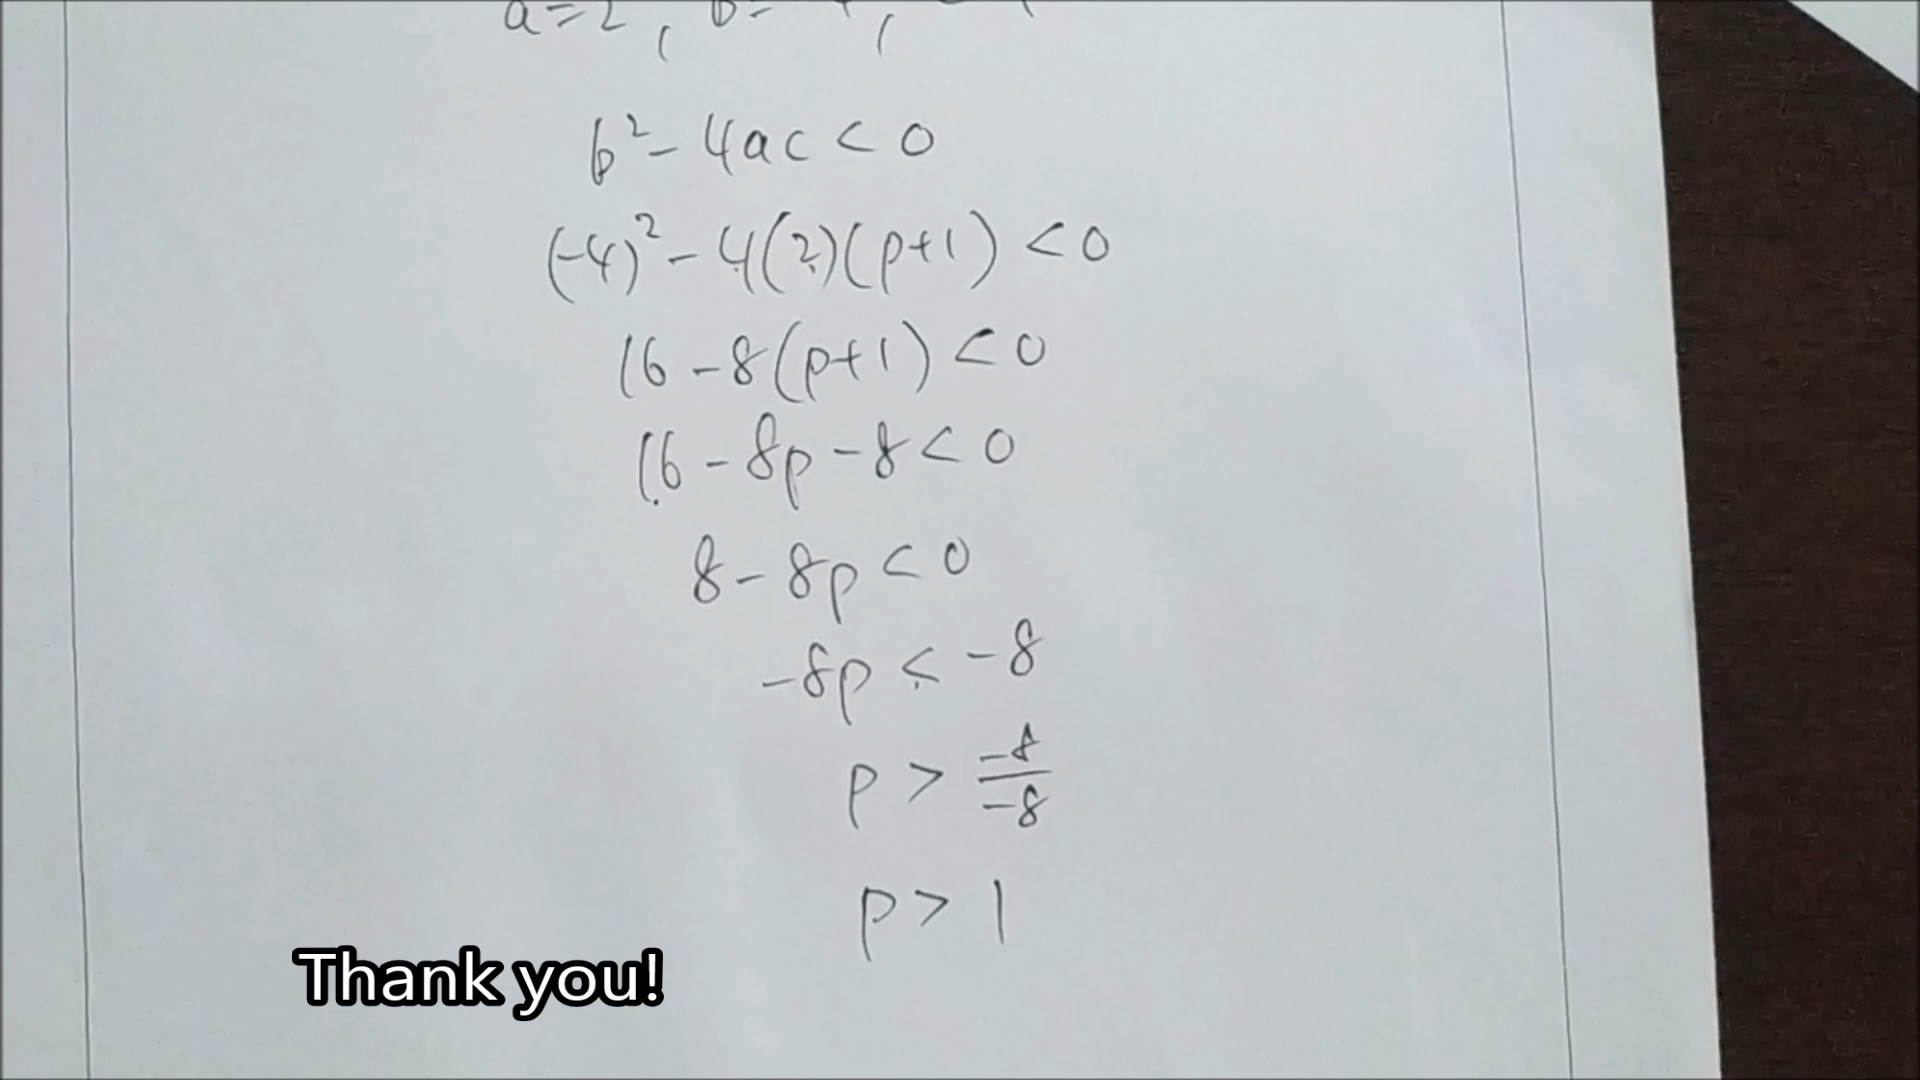 a=2, b=
b² - 4ac < 0
(-4)² - 4(2)(p+1) < 0
16 - 8(p+1) < 0
16 - 8p - 8 < 0
8 - 8p < 0
-8p < -8
p > -8/-8
p > 1
Thank you!